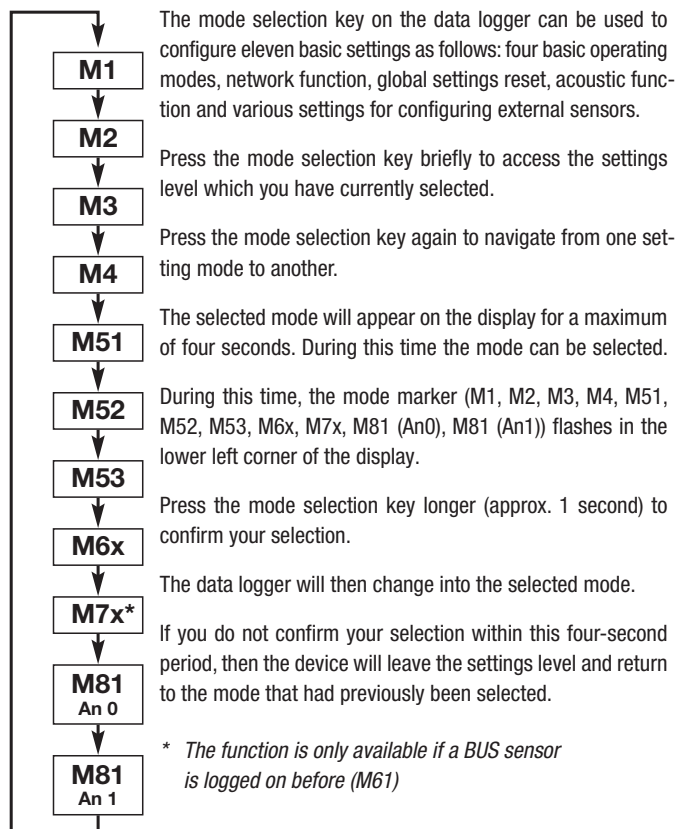 M1
M2
M3
M4
M51
M52
M53
M6x
M7x*
M81
An 0
M81
An 1
The mode selection key on the data logger can be used to
configure eleven basic settings as follows: four basic operating
modes, network function, global settings reset, acoustic func-
tion and various settings for configuring external sensors.
Press the mode selection key briefly to access the settings
level which you have currently selected.
Press the mode selection key again to navigate from one set-
ting mode to another.
The selected mode will appear on the display for a maximum
of four seconds. During this time the mode can be selected.
During this time, the mode marker (M1, M2, M3, M4, M51,
M52, M53, M6x, M7x, M81 (An0), M81 (An1)) flashes in the
lower left corner of the display.
Press the mode selection key longer (approx. 1 second) to
confirm your selection.
The data logger will then change into the selected mode.
If you do not confirm your selection within this four-second
period, then the device will leave the settings level and return
to the mode that had previously been selected.
* The function is only available if a BUS sensor
is logged on before (M61)